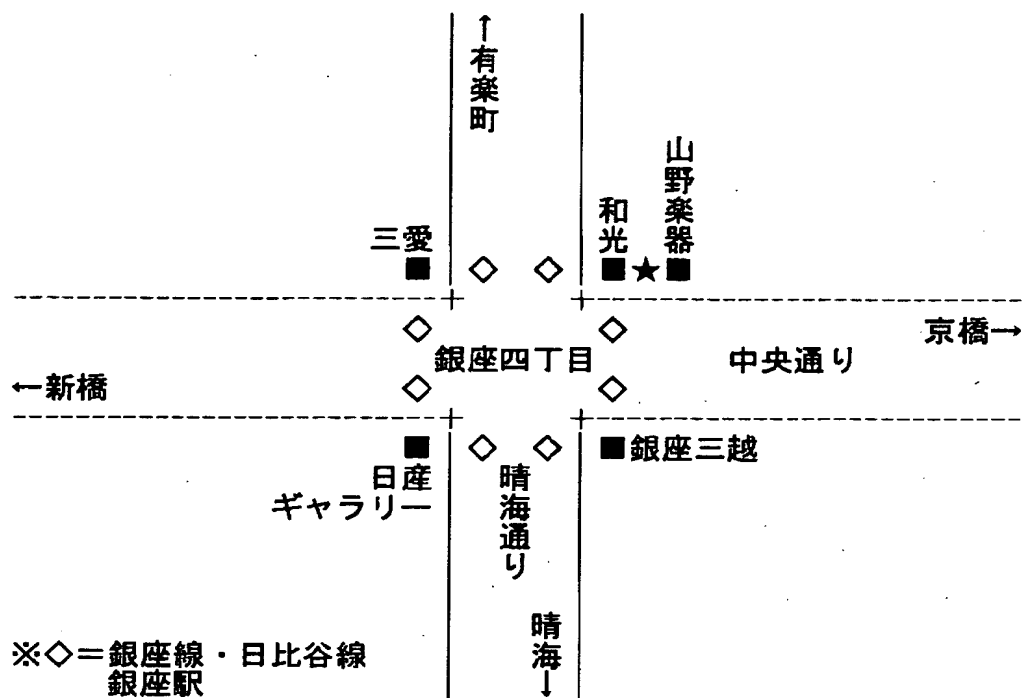 ↑有楽町
山野楽器
和光
三愛
■ ◇ ◇ ■★■
◇ ◇
京橋→
銀座四丁目
中央通り
←新橋
◇ ◇
■ ◇ ◇ ■銀座三越
日産
ギャラリー
晴海通り
晴海↓
※◇=銀座線・日比谷線
銀座駅